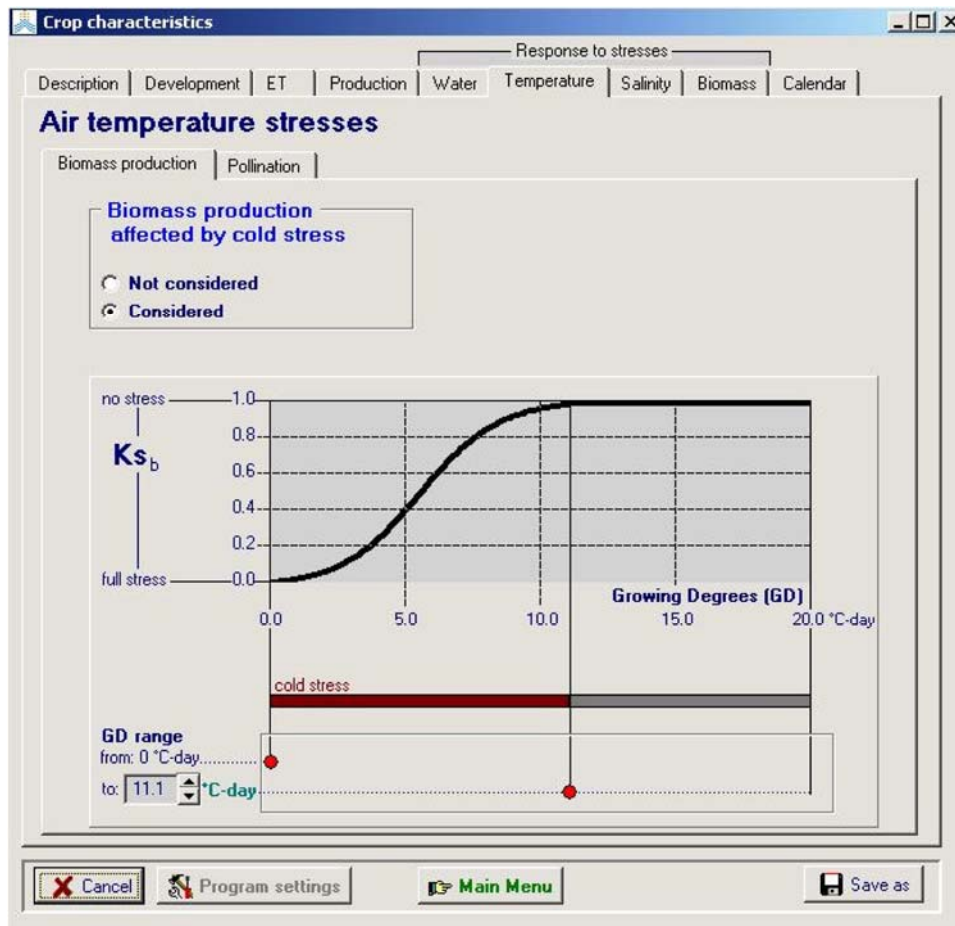 Crop characteristics
Response to stresses
Description Development ET Production Water Temperature Salinity Biomass Calendar
Air temperature stresses
Biomass production Pollination
Biomass production
affected by cold stress
Not considered
Considered
no stress 1.0
0.8
Ksb
0.6
0.4
0.2
full stress 0.0
Growing Degrees (GD)
0.0 5.0 10.0 15.0 20.0 °C-day
cold stress
GD range
from: 0 °C-day
to: 11.1 °C-day
Cancel Program settings Main Menu Save as